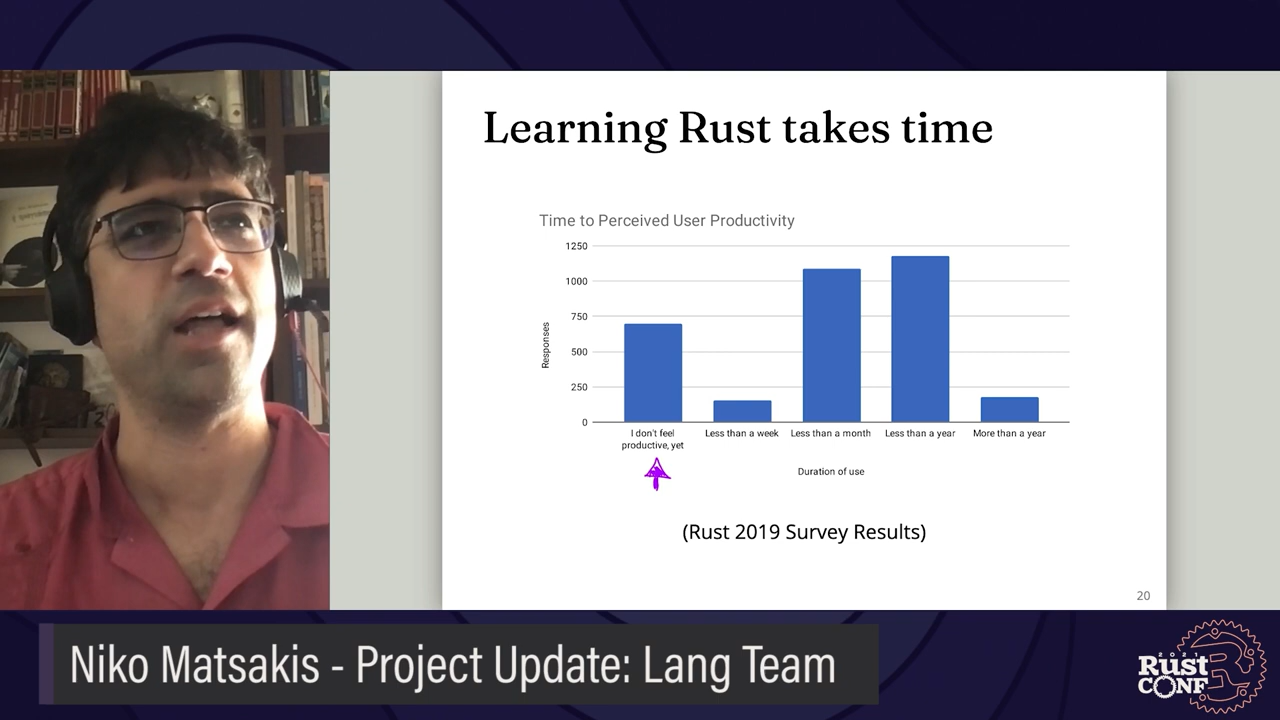 Learning Rust takes time
Time to Perceived User Productivity
1250
1000
750
500
250
0
Responses
I don't feel
productive, yet
Less than a week
Less than a month
Less than a year
More than a year
Duration of use
(Rust 2019 Survey Results)
20
Niko Matsakis - Project Update: Lang Team
Rust
CONF